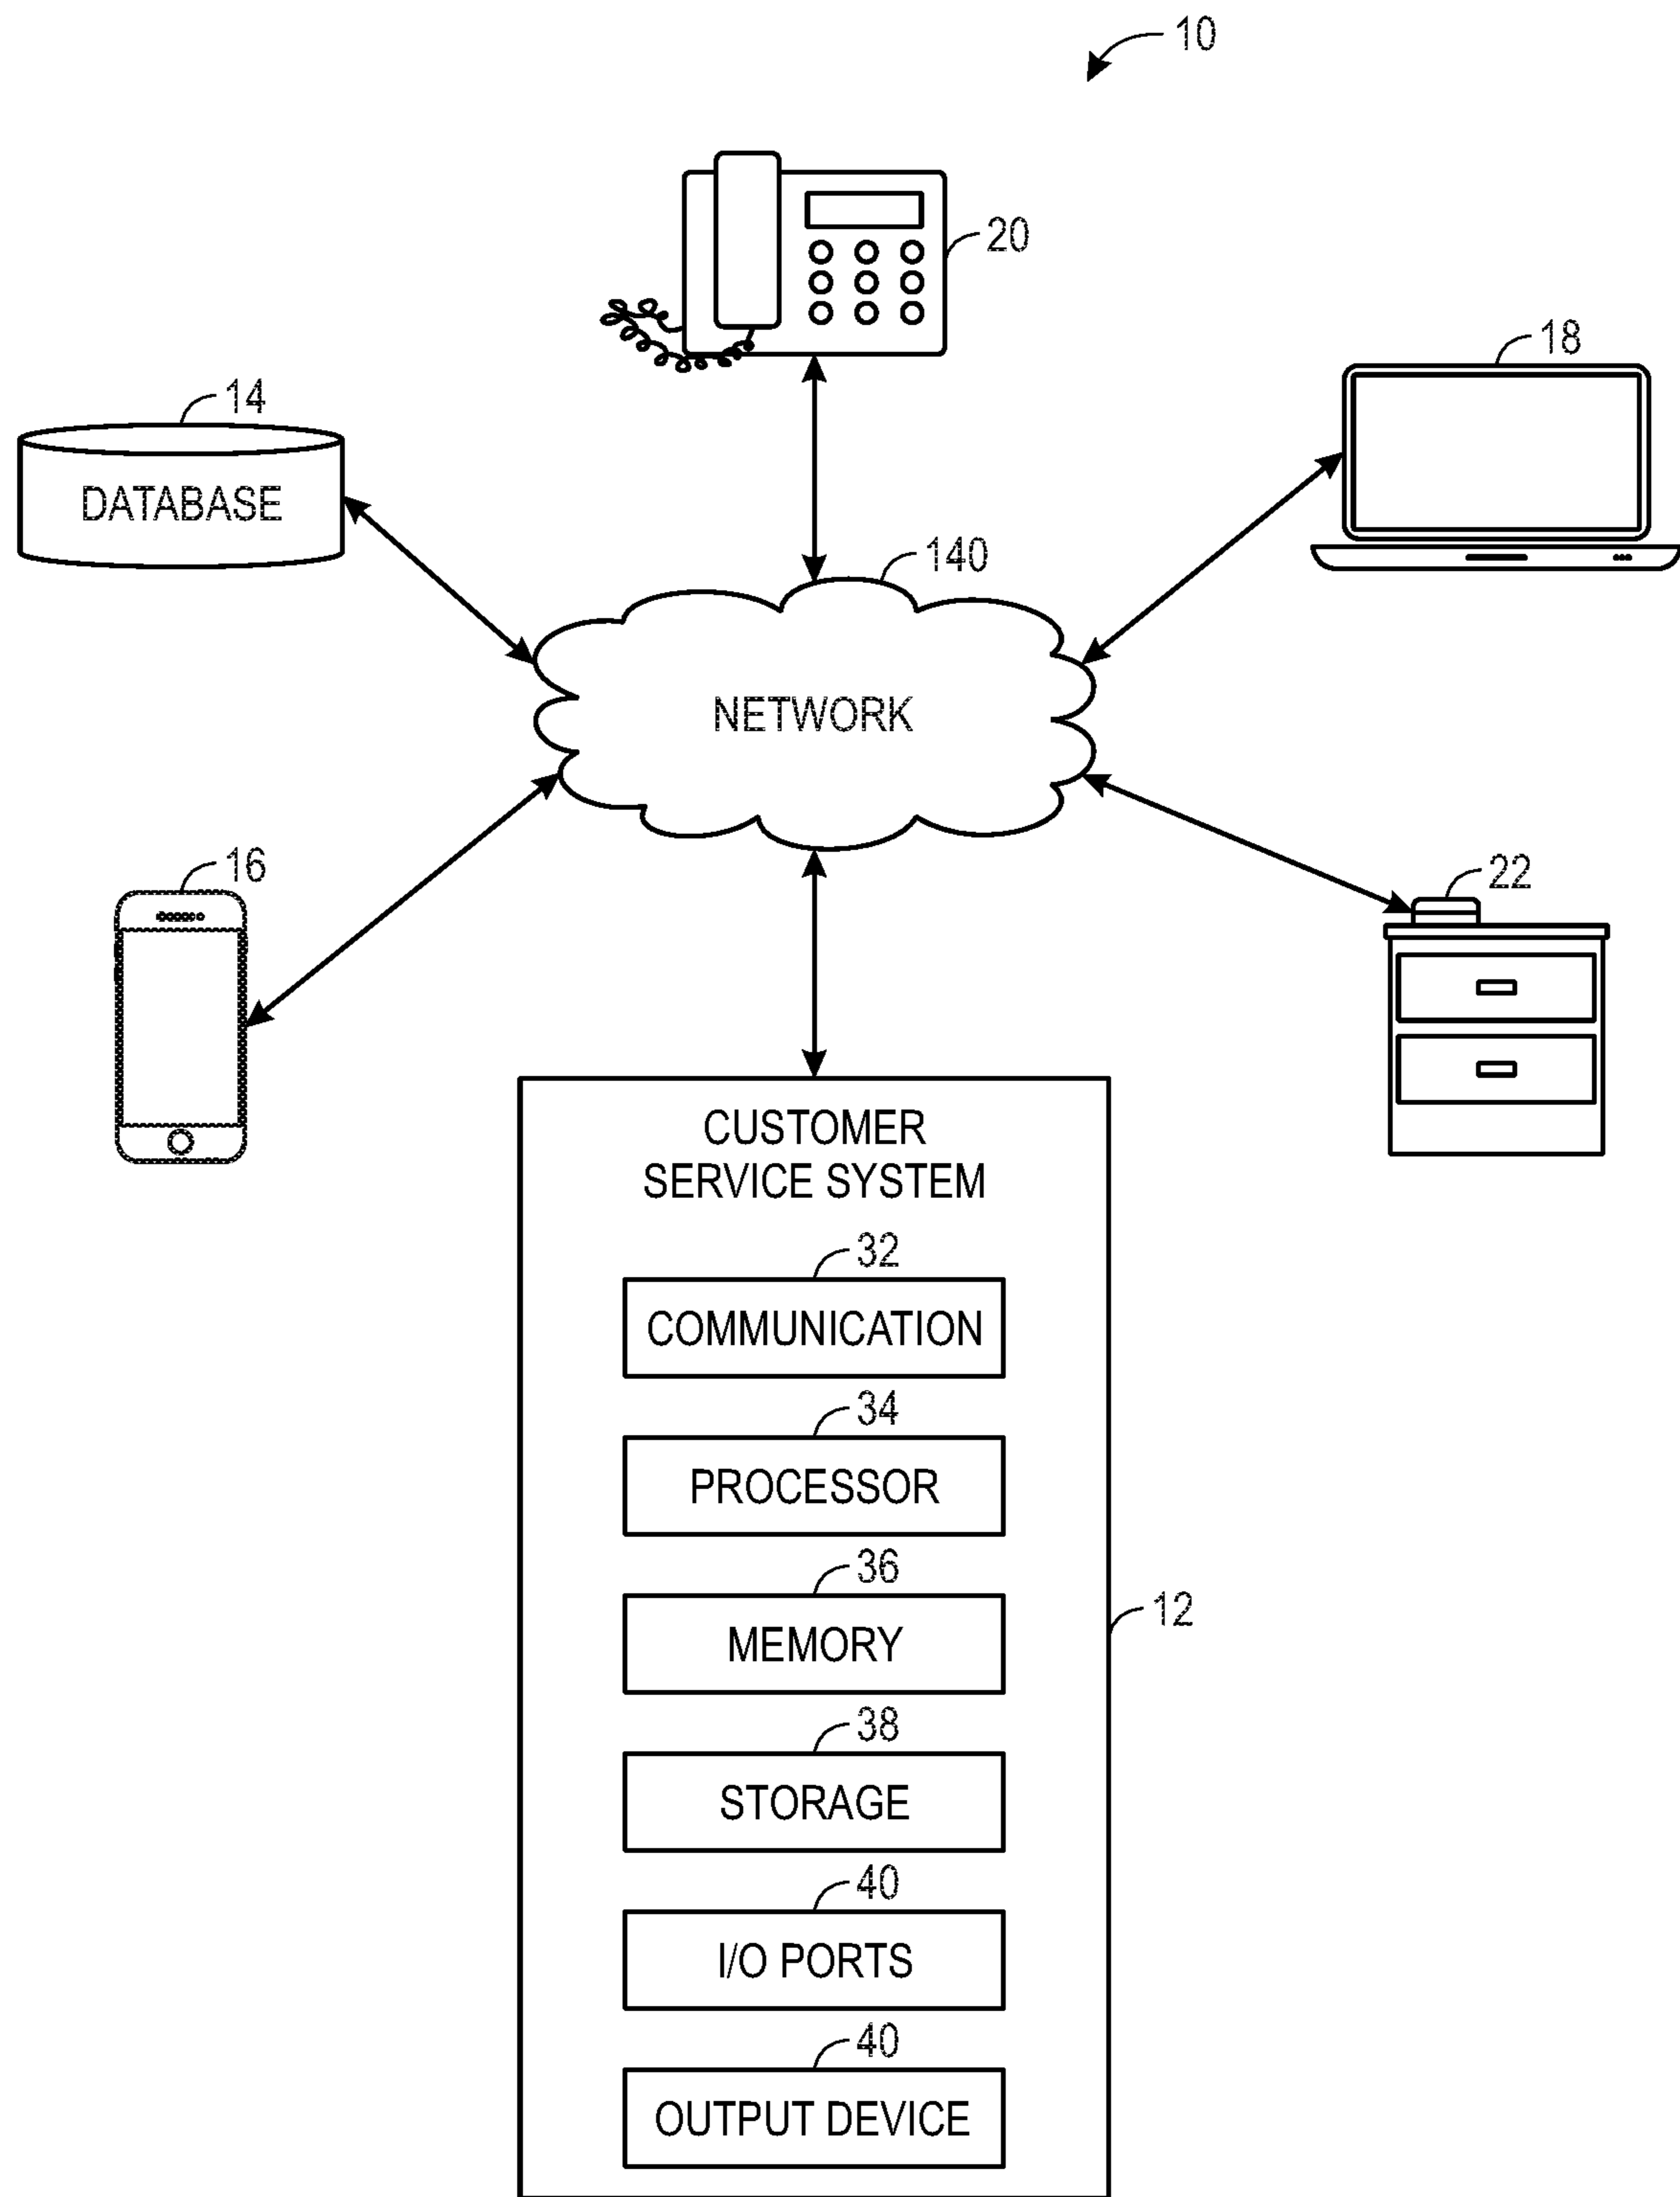 10
20
18
14
DATABASE
140
NETWORK
16
22
CUSTOMER
SERVICE SYSTEM
32
COMMUNICATION
34
PROCESSOR
36
MEMORY
12
38
STORAGE
40
I/O PORTS
40
OUTPUT DEVICE